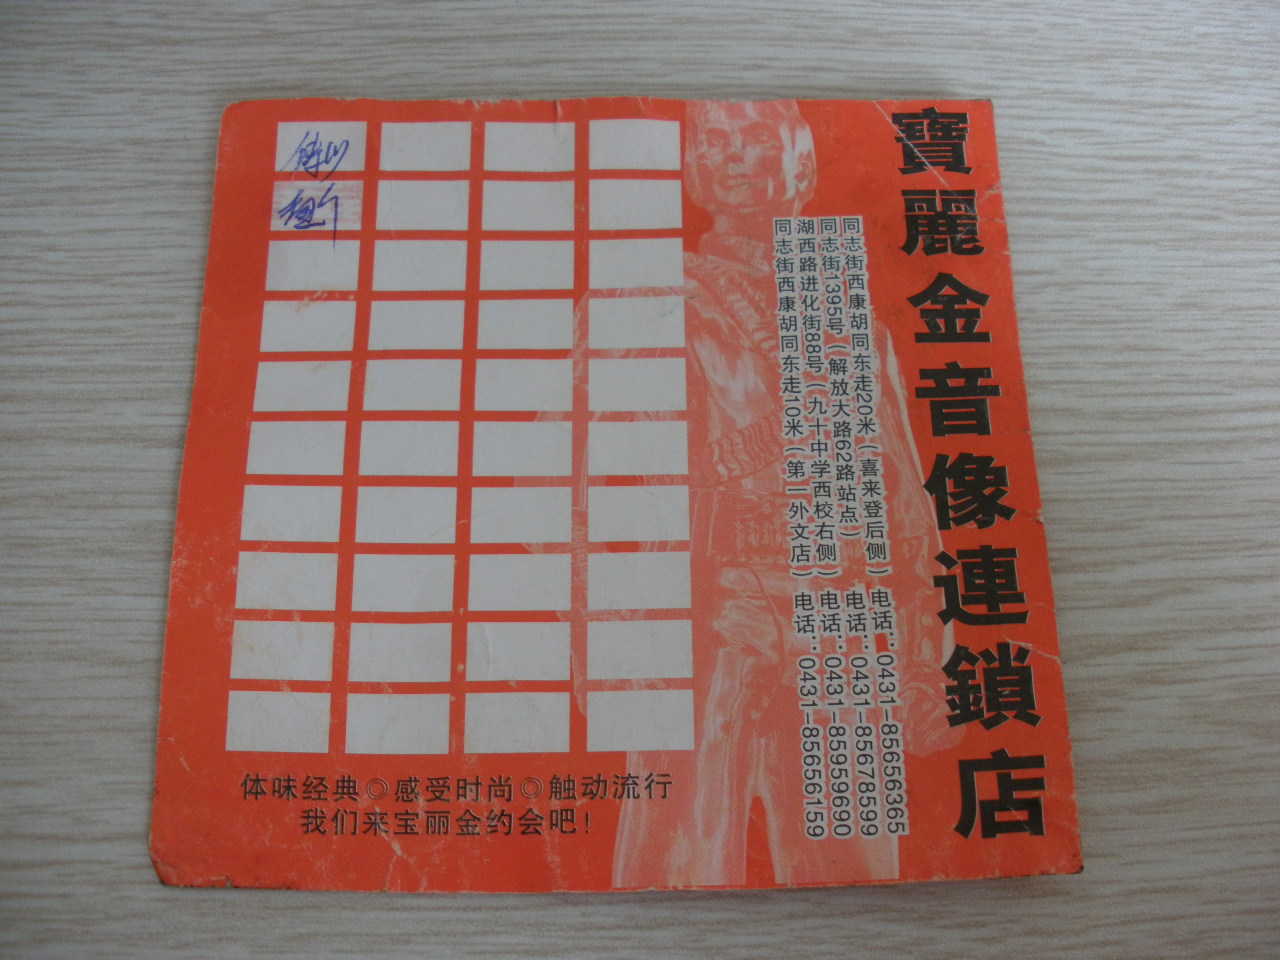 寶麗金音像連鎖店
同志街西康胡同东走20米（喜来登后侧）电话：0431-85656365
同志街1395号（解放大路62路站点）电话：0431-85678599
湖西路进化街88号（九十中学西校右侧）电话：0431-85959690
同志街西康胡同东走10米（第一外文店）电话：0431-85656159
体味经典◎感受时尚◎触动流行
我们来宝丽金约会吧！